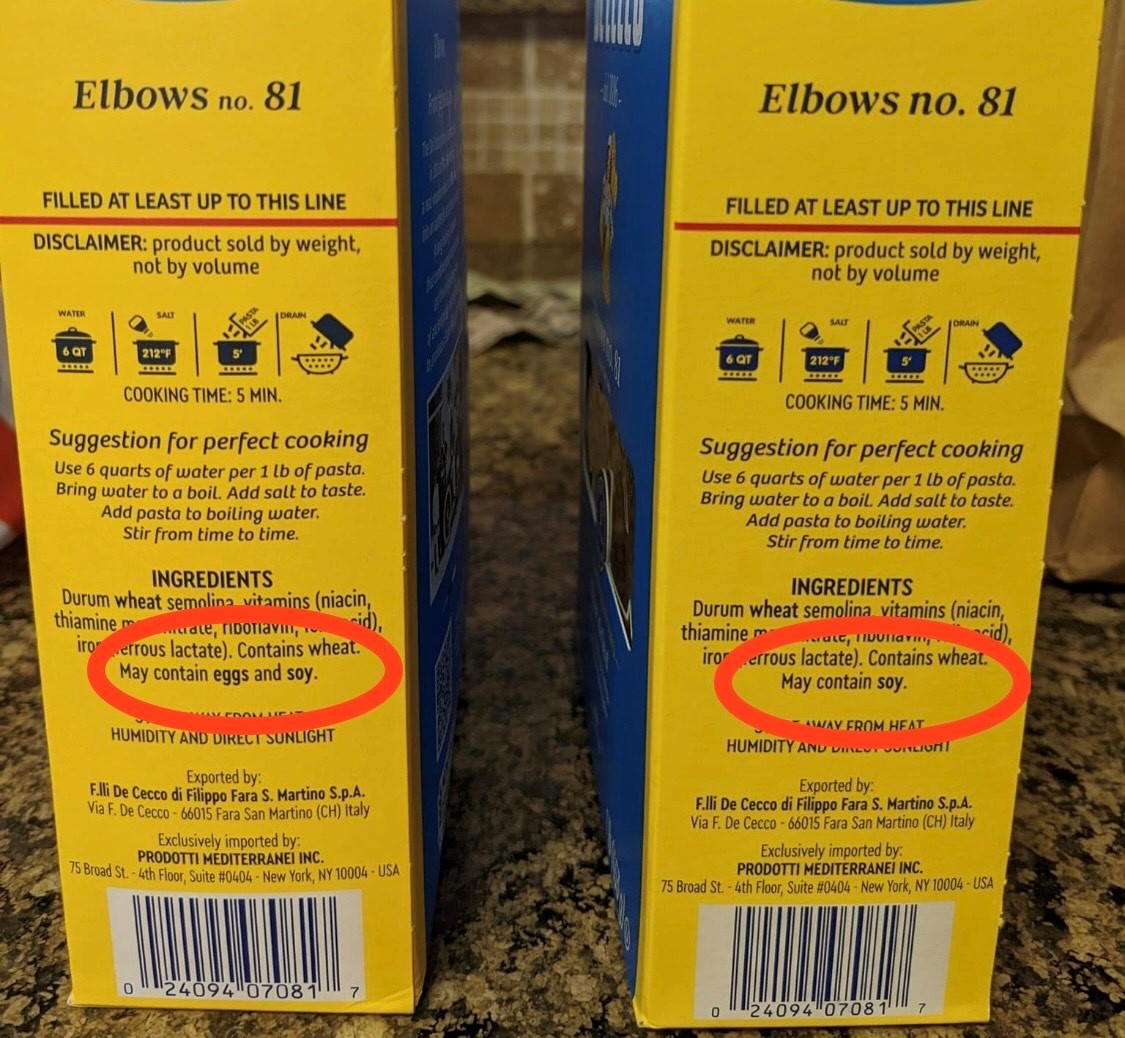 Elbows no. 81
FILLED AT LEAST UP TO THIS LINE
DISCLAIMER: product sold by weight,
not by volume
WATER
SALT
PASTA
1 LB
DRAIN
6 QT
212°F
5'
COOKING TIME: 5 MIN.
Suggestion for perfect cooking
Use 6 quarts of water per 1 lb of pasta.
Bring water to a boil. Add salt to taste.
Add pasta to boiling water.
Stir from time to time.
INGREDIENTS
Durum wheat semolina, vitamins (niacin,
thiamine riboflavin,
lactate). Contains wheat.
May contain eggs and soy.
AWAY FROM HEAT
HUMIDITY AND DIRECT SUNLIGHT
Exported by:
F.lli De Cecco di Filippo Fara S. Martino S.p.A.
Via F. De Cecco - 66015 Fara San Martino (CH) Italy
Exclusively imported by:
PRODOTTI MEDITERRANEI INC.
75 Broad St. - 4th Floor, Suite #0404 - New York, NY 10004 - USA
0 24094 07081 7
Elbows no. 81
FILLED AT LEAST UP TO THIS LINE
DISCLAIMER: product sold by weight,
not by volume
WATER
SALT
PASTA
1 LB
DRAIN
6 QT
212°F
5'
COOKING TIME: 5 MIN.
Suggestion for perfect cooking
Use 6 quarts of water per 1 lb of pasta.
Bring water to a boil. Add salt to taste.
Add pasta to boiling water.
Stir from time to time.
INGREDIENTS
Durum wheat semolina, vitamins (niacin,
thiamine riboflavin,
lactate). Contains wheat.
May contain soy.
AWAY FROM HEAT
HUMIDITY AND DIRECT SUNLIGHT
Exported by:
F.lli De Cecco di Filippo Fara S. Martino S.p.A.
Via F. De Cecco - 66015 Fara San Martino (CH) Italy
Exclusively imported by:
PRODOTTI MEDITERRANEI INC.
75 Broad St. - 4th Floor, Suite #0404 - New York, NY 10004 - USA
0 24094 07081 7